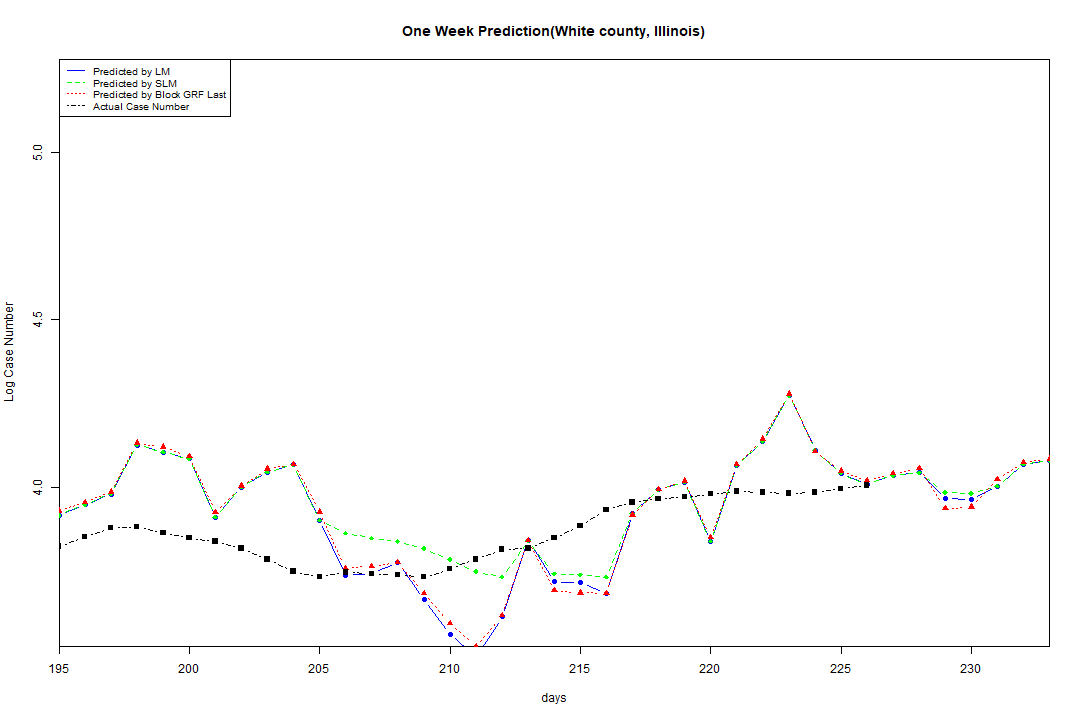 One Week Prediction(White county, Illinois)
Predicted by LM
Predicted by SLM
Predicted by Block GRF Last
Actual Case Number
5.0
4.5
4.0
Log Case Number
195 200 205 210 215 220 225 230
days